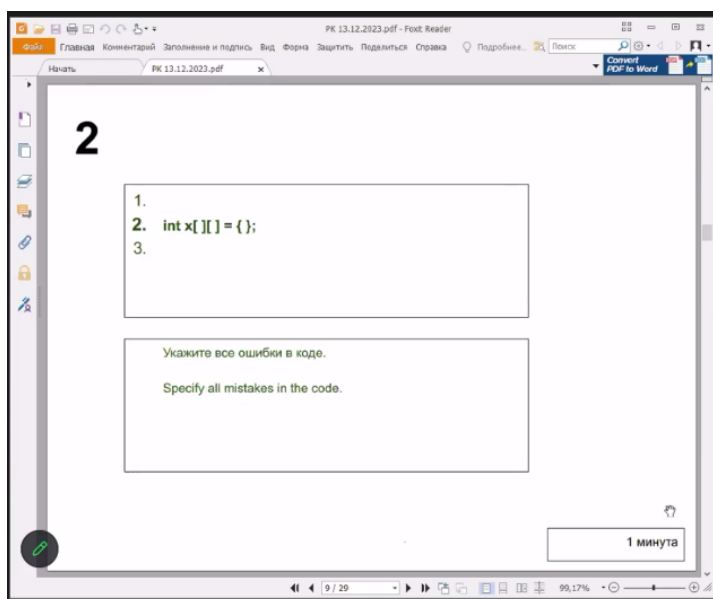 РК 13.12.2023.pdf - Foxit Reader
Файл Главная Комментарий Заполнение и подпись Вид Форма Защитить Поделиться Справка Подробнее... Поиск
Начать РК 13.12.2023.pdf x Convert
PDF to Word
2
1.
2. int x[ ][ ] = { };
3.
Укажите все ошибки в коде.
Specify all mistakes in the code.
1 минута
9 / 29 99,17%